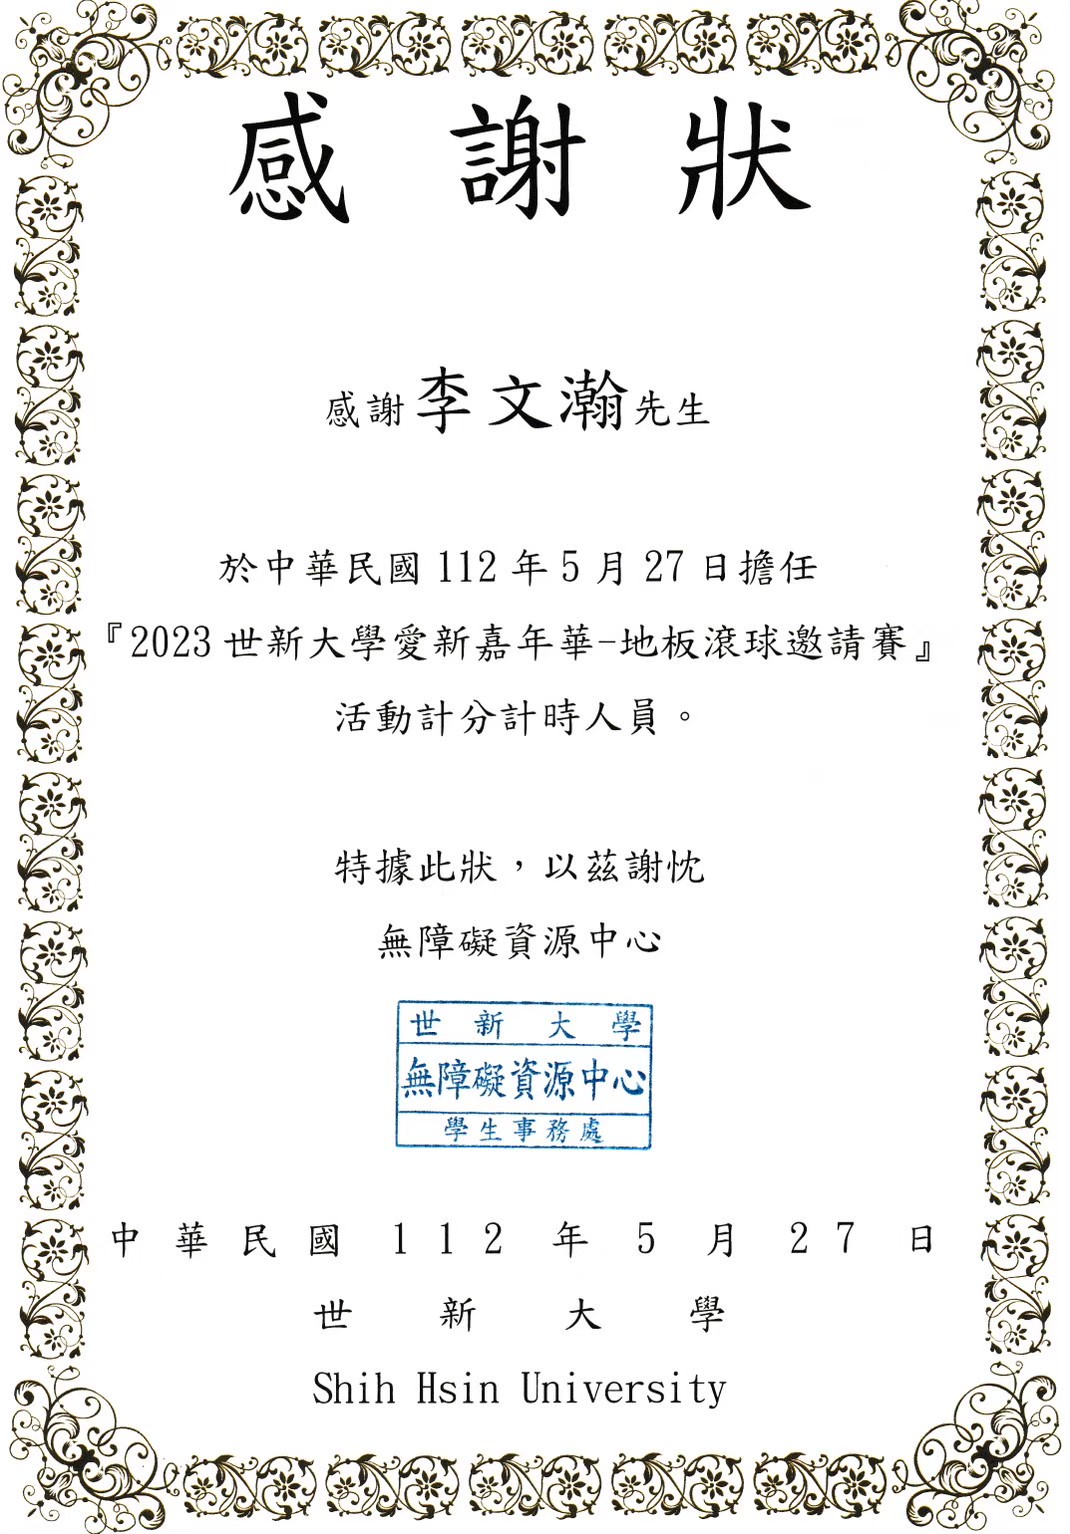 感謝狀
感謝李文瀚先生
於中華民國112年5月27日擔任
『2023世新大學愛新嘉年華-地板滾球邀請賽』
活動計分計時人員。
特據此狀，以茲謝忱
無障礙資源中心
世新大學
無障礙資源中心
學生事務處
中華民國112年5月27日
世新大學
Shih Hsin University